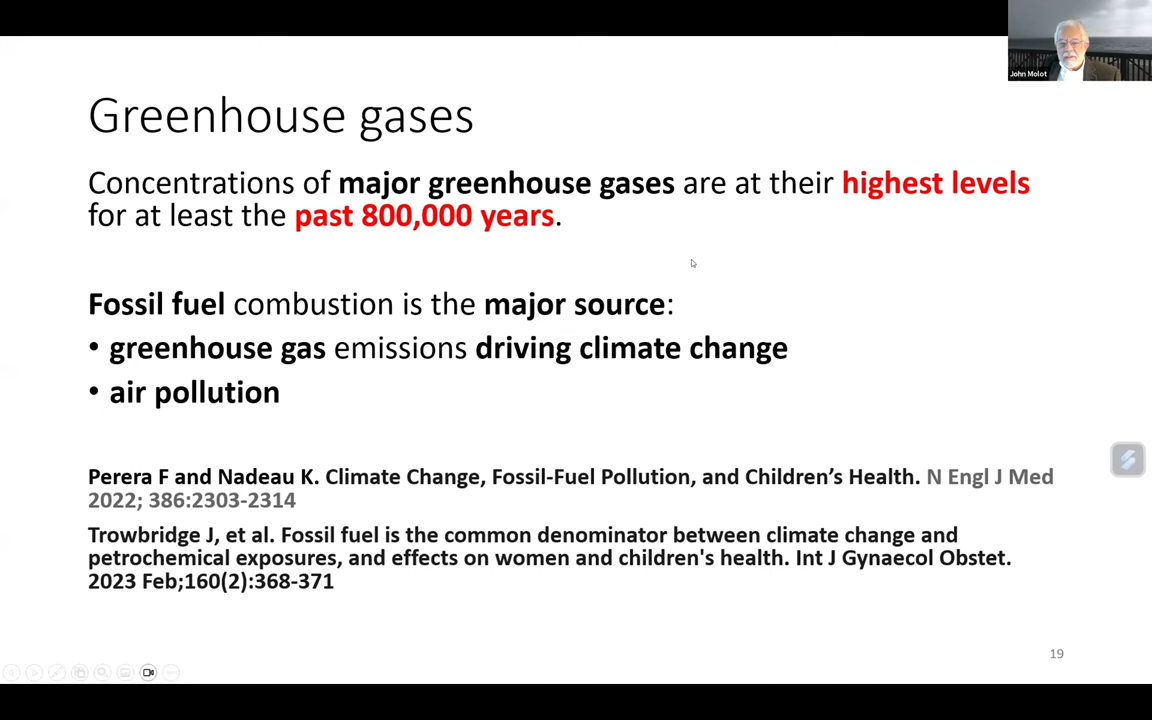 John Molot
Greenhouse gases
Concentrations of major greenhouse gases are at their highest levels
for at least the past 800,000 years.
Fossil fuel combustion is the major source:
• greenhouse gas emissions driving climate change
• air pollution
Perera F and Nadeau K. Climate Change, Fossil-Fuel Pollution, and Children’s Health. N Engl J Med
2022; 386:2303-2314
Trowbridge J, et al. Fossil fuel is the common denominator between climate change and
petrochemical exposures, and effects on women and children's health. Int J Gynaecol Obstet.
2023 Feb;160(2):368-371
19